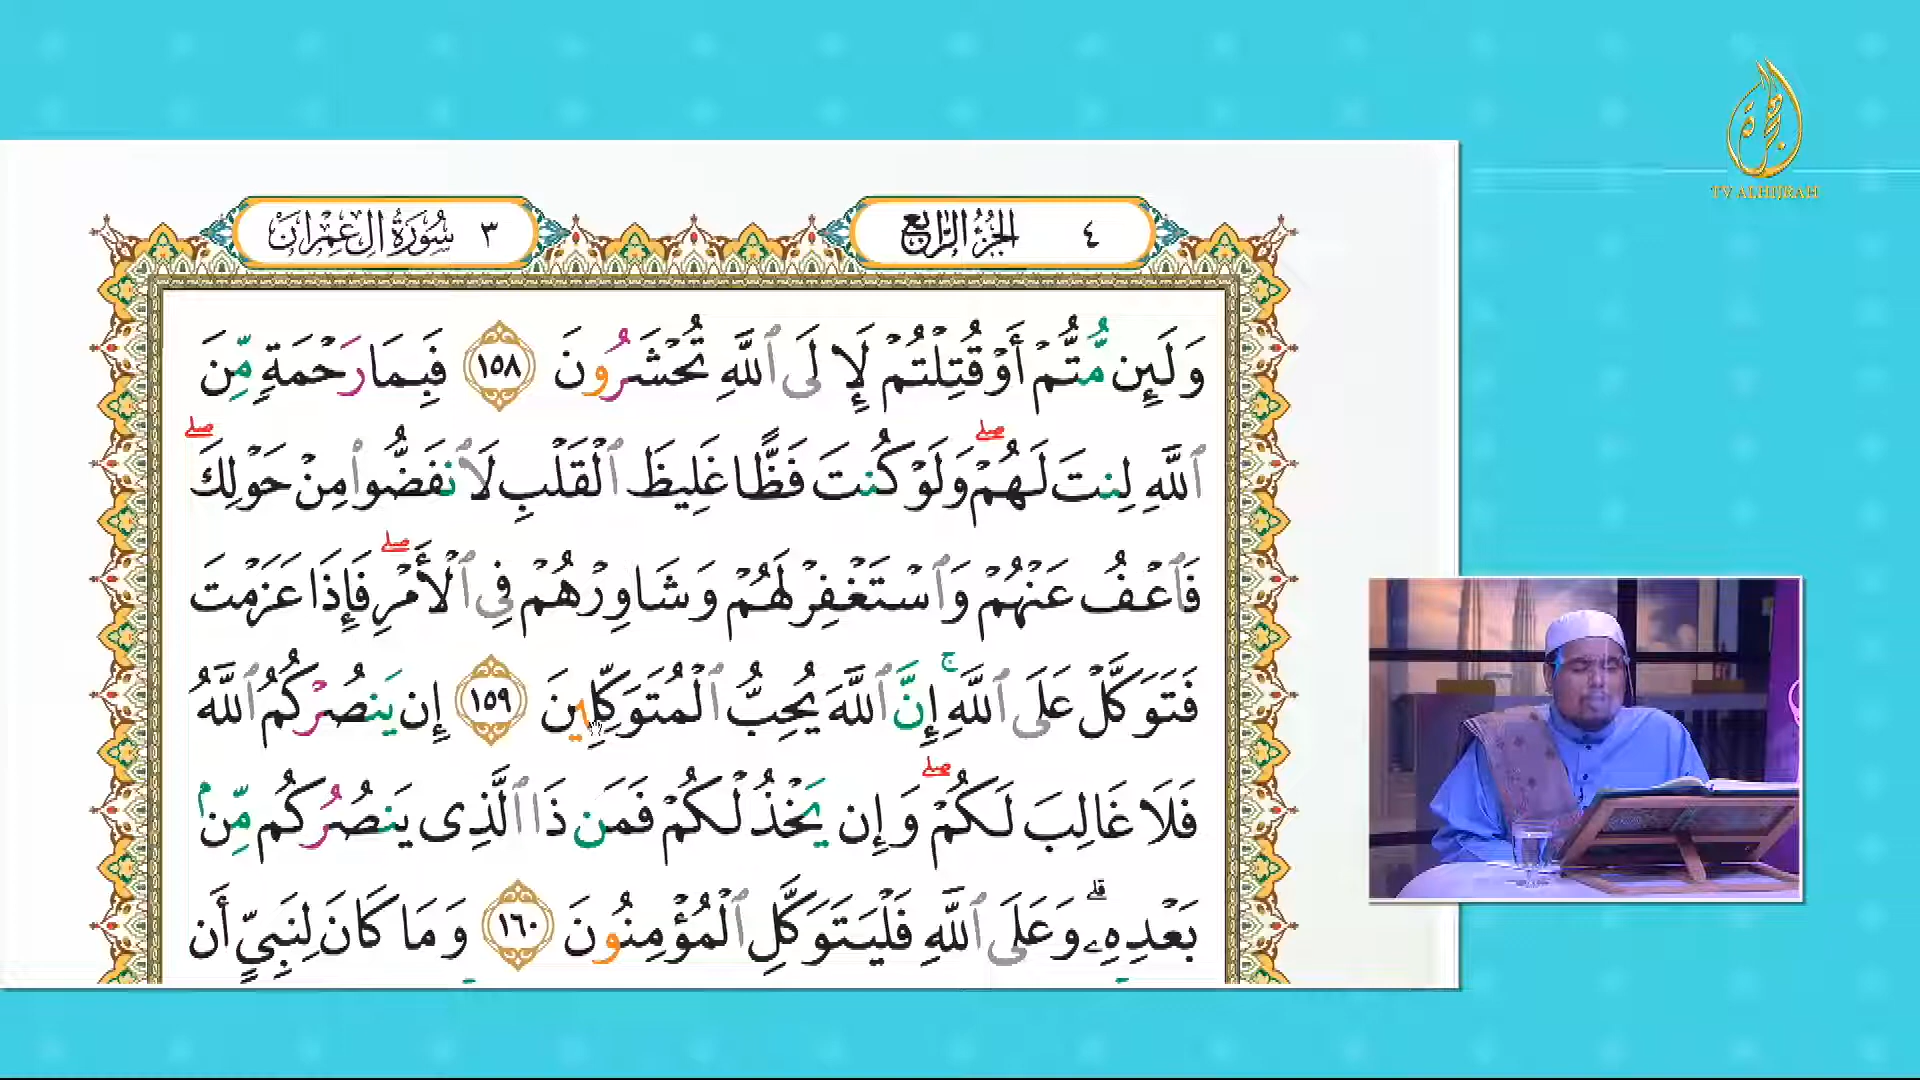 ٣ سُورَةُ آلِ عِمْرَانَ
٤ الجُزْءُ الرَّابِعُ
هجرة
TV ALHIJRAH
وَلَئِن مُّتُّمْ أَوْ قُتِلْتُمْ لَإِلَى ٱللَّهِ تُحْشَرُونَ ١٥٨ فَبِمَا رَحْمَةٍ مِّنَ
ٱللَّهِ لِنتَ لَهُمْ ۖ وَلَوْ كُنتَ فَظًّا غَلِيظَ ٱلْقَلْبِ لَٱنفَضُّوا۟ مِنْ حَوْلِكَ ۖ
فَٱعْفُ عَنْهُمْ وَٱسْتَغْفِرْ لَهُمْ وَشَاوِرْهُمْ فِى ٱلْأَمْرِ ۖ فَإِذَا عَزَمْتَ
فَتَوَكَّلْ عَلَى ٱللَّهِ ۚ إِنَّ ٱللَّهَ يُحِبُّ ٱلْمُتَوَكِّلِينَ ١٥٩ إِن يَنصُرْكُمُ ٱللَّهُ
فَلَا غَالِبَ لَكُمْ ۖ وَإِن يَخْذُلْكُمْ فَمَن ذَا ٱلَّذِى يَنصُرُكُم مِّنۢ
بَعْدِهِۦ ۗ وَعَلَى ٱللَّهِ فَلْيَتَوَكَّلِ ٱلْمُؤْمِنُونَ ١٦٠ وَمَا كَانَ لِنَبِىٍّ أَن